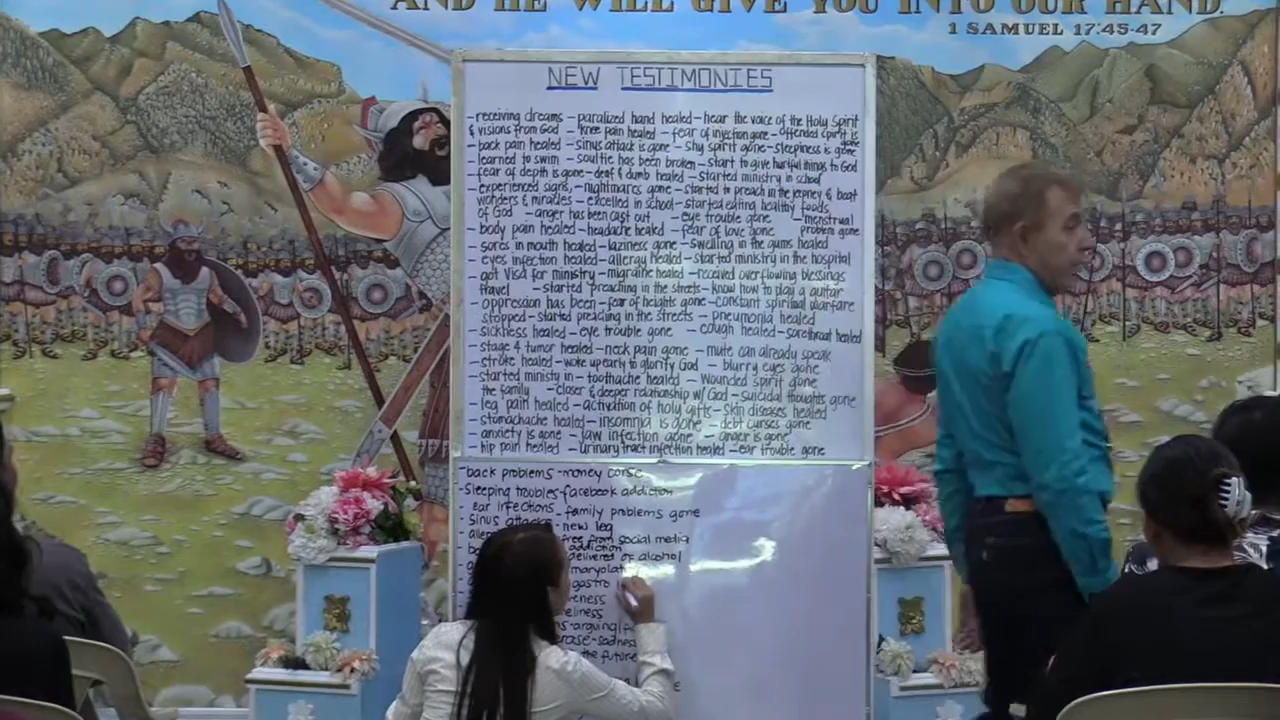 AND HE WILL GIVE YOU INTO OUR HAND.
1 SAMUEL 17:45-47
NEW TESTIMONIES
-receiving dreams -paralized hand healed -hear the voice of the Holy Spirit
& visions from God -knee pain healed -fear of injection gone -offended spirit is gone
-back pain healed -sinus attack is gone -shy spirit gone -sleepiness is gone
-learned to swim -soultie has been broken -start to give hurtful things to God
-fear of depth is gone -deaf & dumb healed -started ministry in school
-experienced signs, -nightmares gone -started to preach in the jeepney & boat
wonders & miracles -excelled in school -started eating healthy foods
of God -anger has been cast out -eye trouble gone -menstrual
-body pain healed -headache healed -fear of love gone problem gone
-sores in mouth healed -laziness gone -swelling in the gums healed
-eyes infection healed -allergy healed -started ministry in the hospital
-got Visa for ministry -migraine healed -received overflowing blessings
travel -started preaching in the streets -know how to play a guitar
-oppression has been -fear of heights gone -constant spiritual warfare
stopped -started preaching in the streets -pneumonia healed
-sickness healed -eye trouble gone -cough healed -sorethroat healed
-stage 4 tumor healed -neck pain gone -mute can already speak
-stroke healed -woke up early to glorify God -blurry eyes gone
-started ministy in -toothache healed -Wounded spirit gone
the family -closer & deeper relationship w/ God -suicidal thoughts gone
-leg pain healed -activation of holy gifts -skin diseases healed
-stomachache healed -insomnia is gone -debt curses gone
-anxiety is gone -jaw infection gone -anger is gone
-hip pain healed -urinary tract infection healed -ear trouble gone
-back problems -money corse
-Sleeping troubles -facebook addiction
-ear infections -family problems gone
-sinus attacks -new leg
free from social media
addiction
delivered of alcohol
gastro
the future